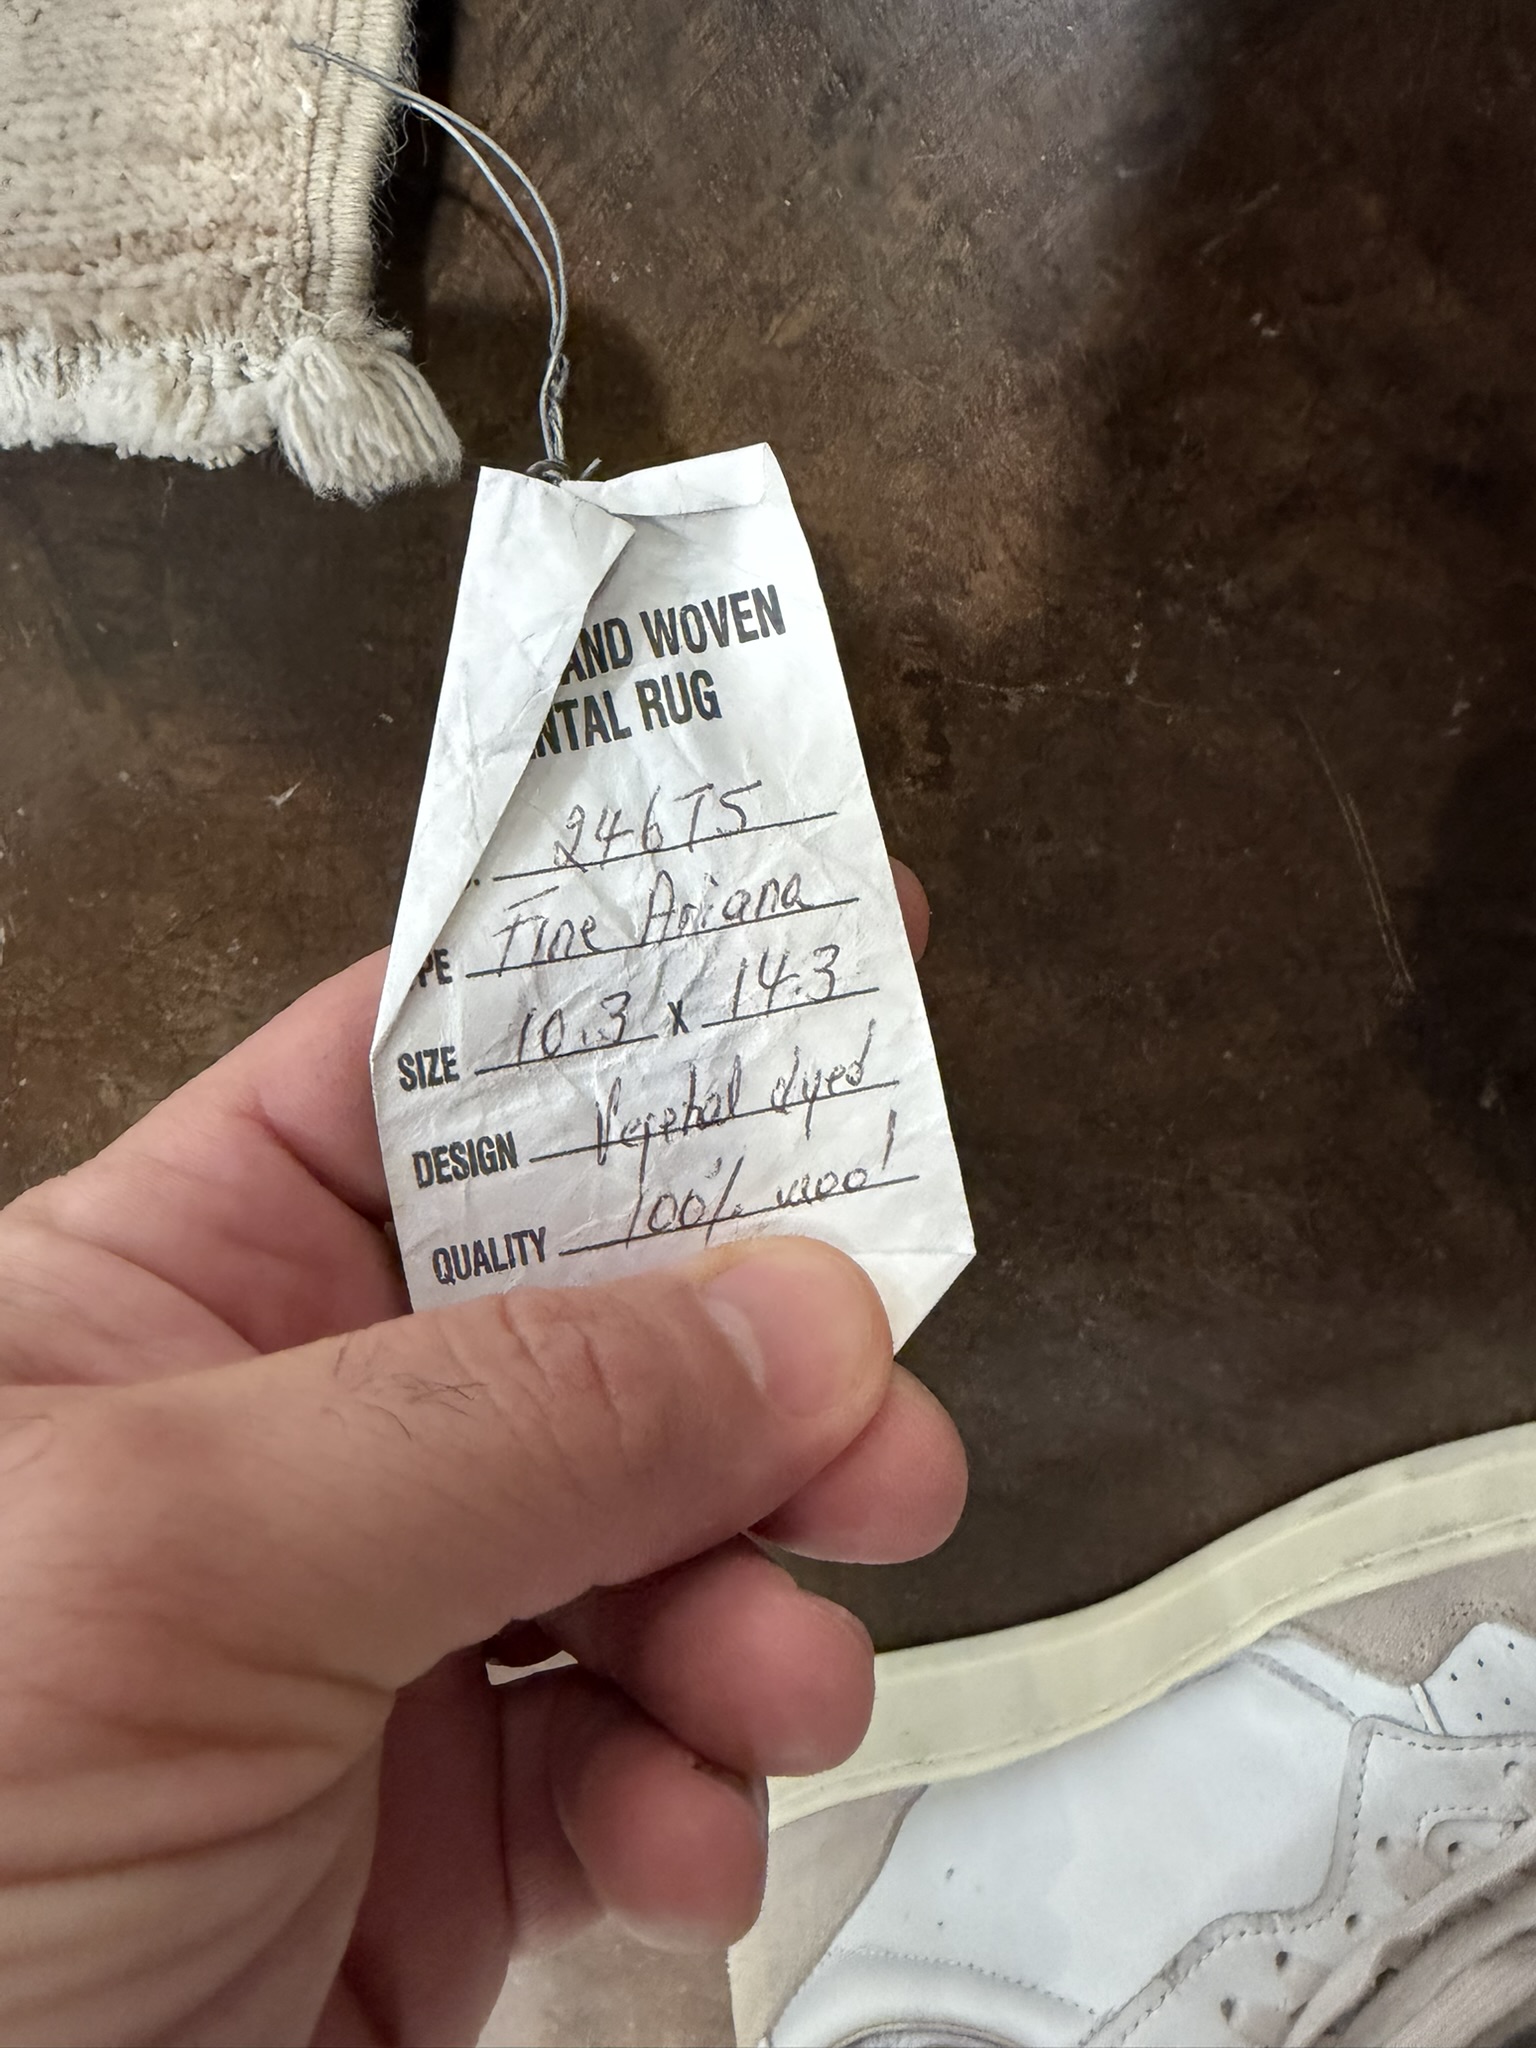 AND WOVEN
NTAL RUG
24675
PE Fine Ariana
SIZE 10.3 x 14.3
DESIGN Vegetal dyed
QUALITY 100% wool